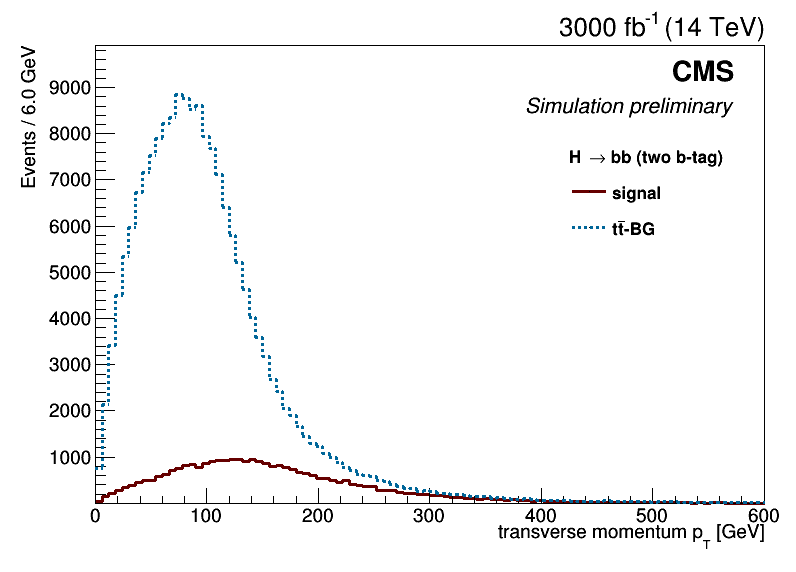 3000 fb⁻¹ (14 TeV)
CMS
Simulation preliminary
H → bb (two b-tag)
signal
tt̄-BG
Events / 6.0 GeV
9000
8000
7000
6000
5000
4000
3000
2000
1000
0 100 200 300 400 500 600
transverse momentum p_T [GeV]